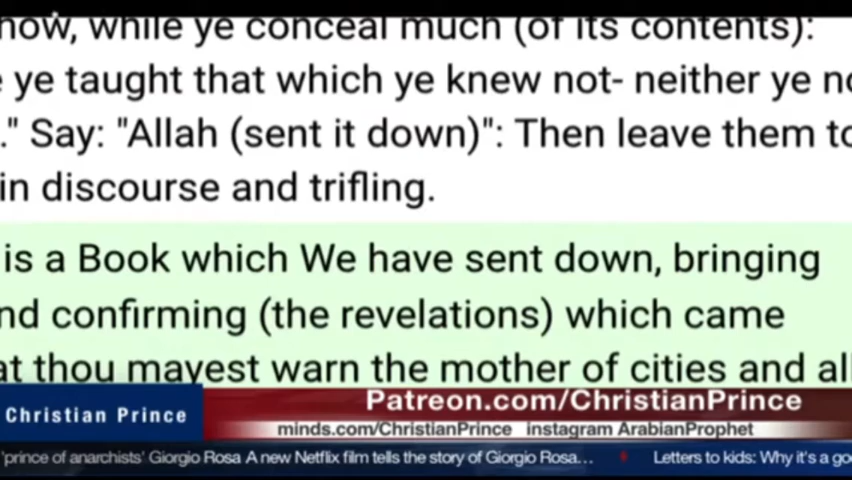 now, while ye conceal much (of its contents):
ye taught that which ye knew not- neither ye no
." Say: "Allah (sent it down)": Then leave them to
in discourse and trifling.
is a Book which We have sent down, bringing
nd confirming (the revelations) which came
at thou mayest warn the mother of cities and all
Christian Prince
Patreon.com/ChristianPrince
minds.com/ChristianPrince instagram ArabianProphet
'prince of anarchists' Giorgio Rosa A new Netflix film tells the story of Giorgio Rosa... Letters to kids: Why it's a go